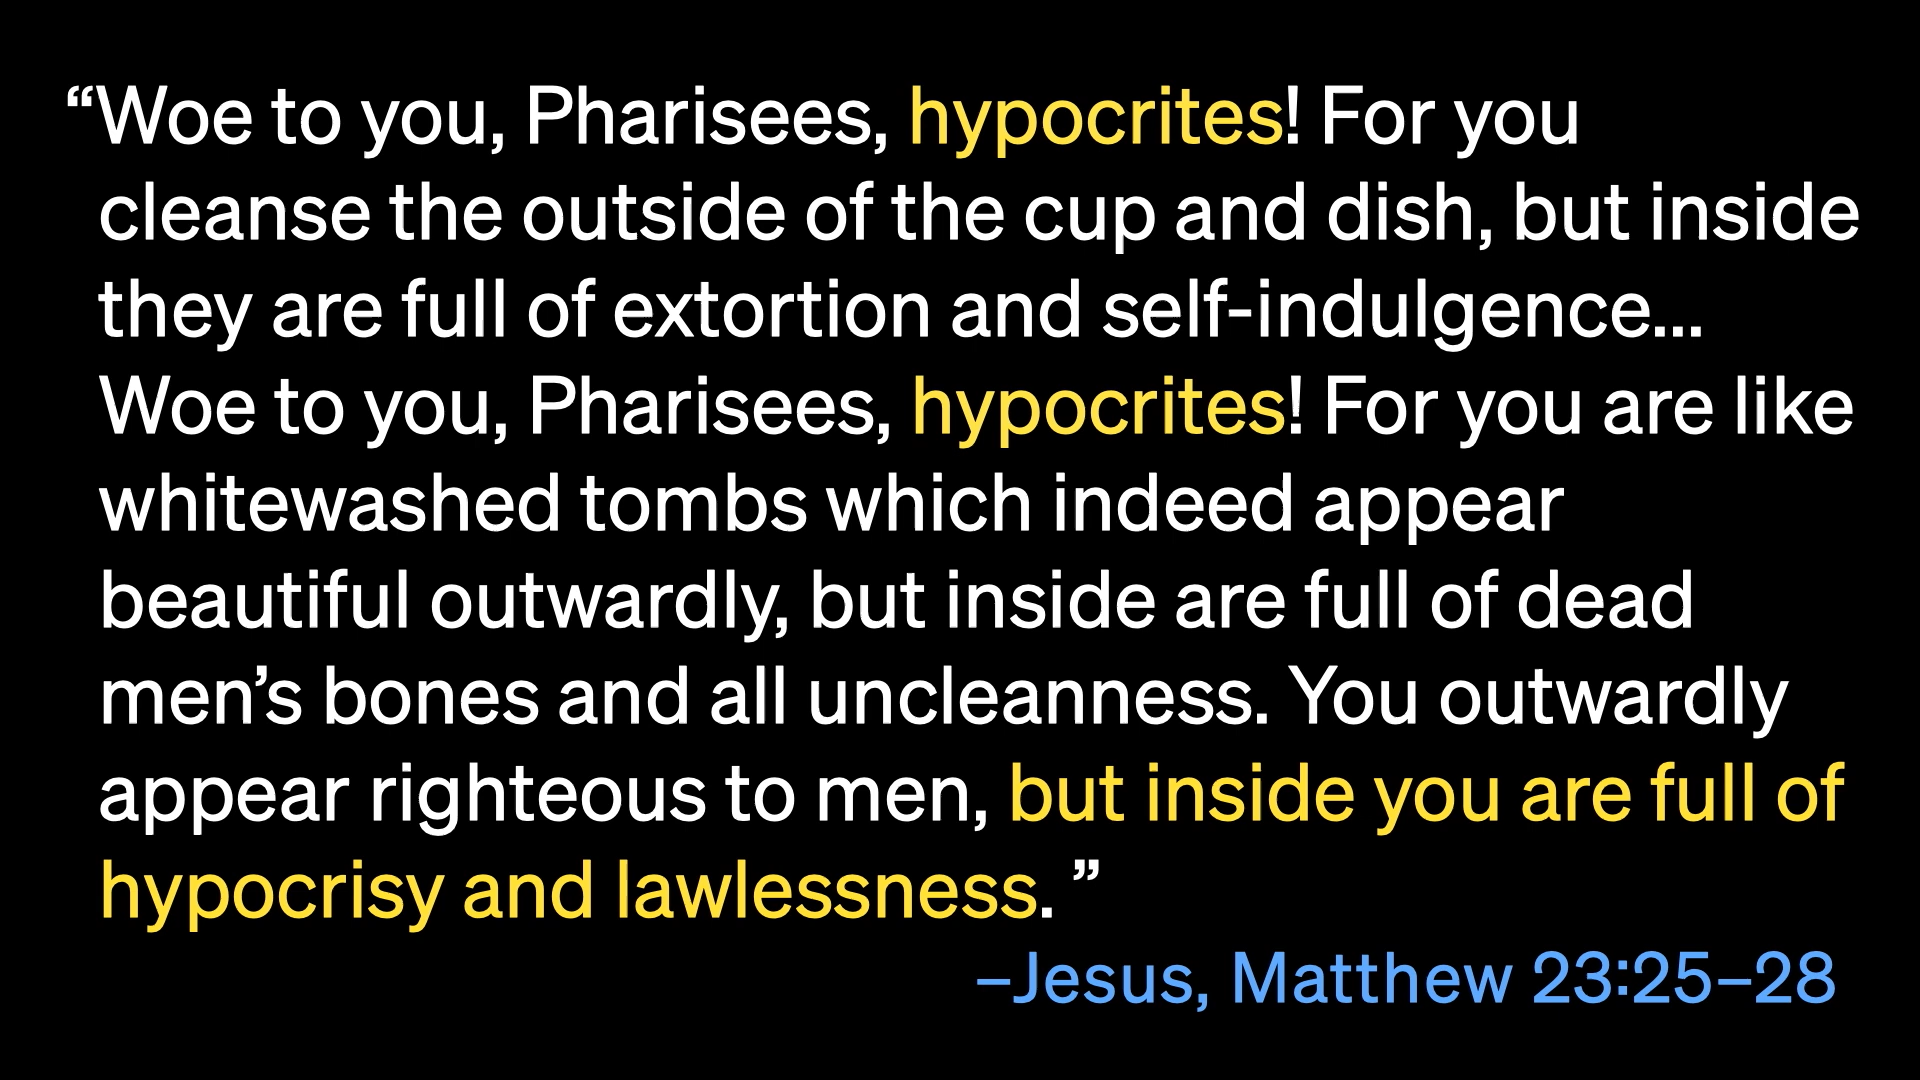 “Woe to you, Pharisees, hypocrites! For you
cleanse the outside of the cup and dish, but inside
they are full of extortion and self-indulgence...
Woe to you, Pharisees, hypocrites! For you are like
whitewashed tombs which indeed appear
beautiful outwardly, but inside are full of dead
men’s bones and all uncleanness. You outwardly
appear righteous to men, but inside you are full of
hypocrisy and lawlessness. ”
–Jesus, Matthew 23:25–28